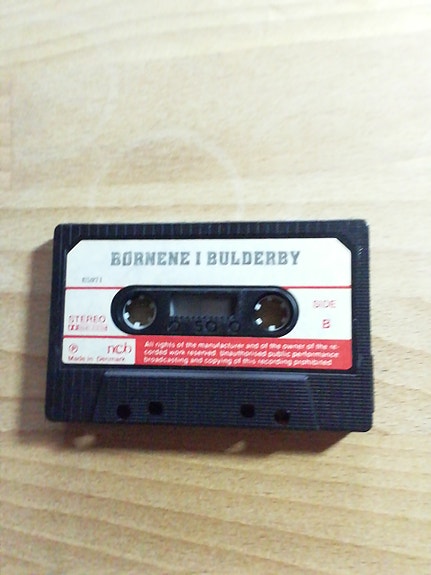 BØRNENE I BULDERBY
STEREO
SIDE
B
℗
ncb
Made in Denmark
All rights of the manufacturer and of the owner of the re-
corded work reserved. Unauthorised public performance
broadcasting and copying of this recording prohibited
50